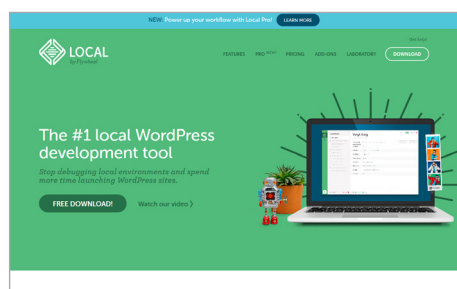 NEW: Power up your workflow with Local Pro! LEARN MORE
LOCAL
by Flywheel
FEATURES PRO PRICING ADD-ONS LABORATORY DOWNLOAD
The #1 local WordPress
development tool
Stop debugging local environments and spend
more time launching WordPress sites.
FREE DOWNLOAD! Watch our video 〉